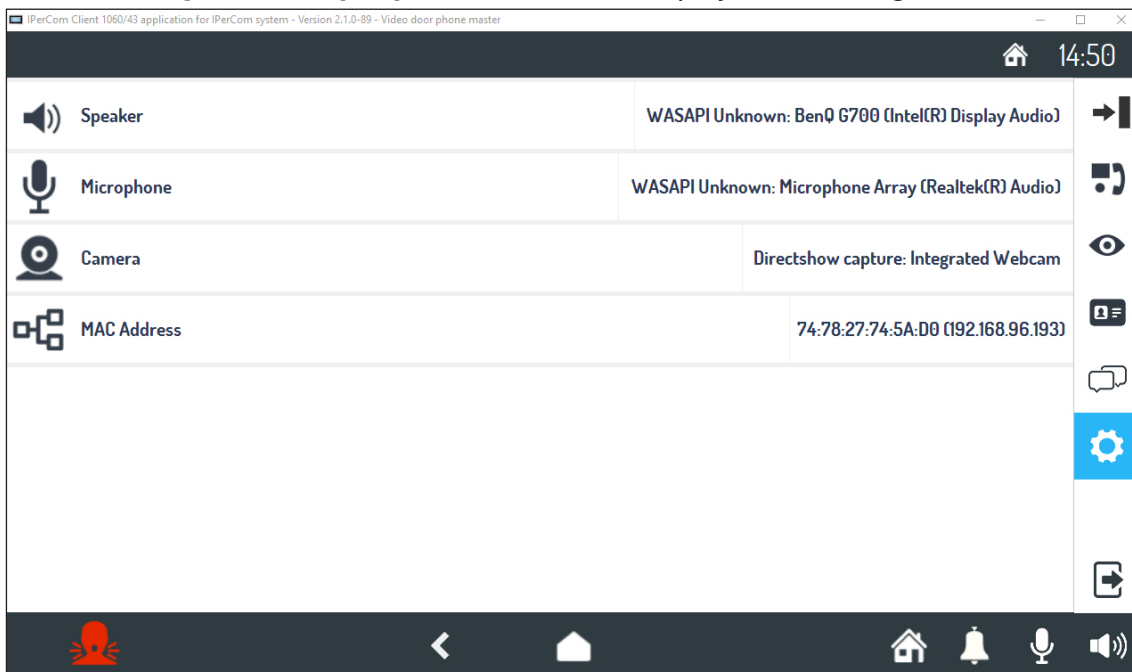 IPerCom Client 1060/43 application for IPerCom system - Version 2.1.0-89 - Video door phone master
14:50
Speaker WASAPI Unknown: BenQ G700 (Intel(R) Display Audio)
Microphone WASAPI Unknown: Microphone Array (Realtek(R) Audio)
Camera Directshow capture: Integrated Webcam
MAC Address 74:78:27:74:5A:D0 (192.168.96.193)